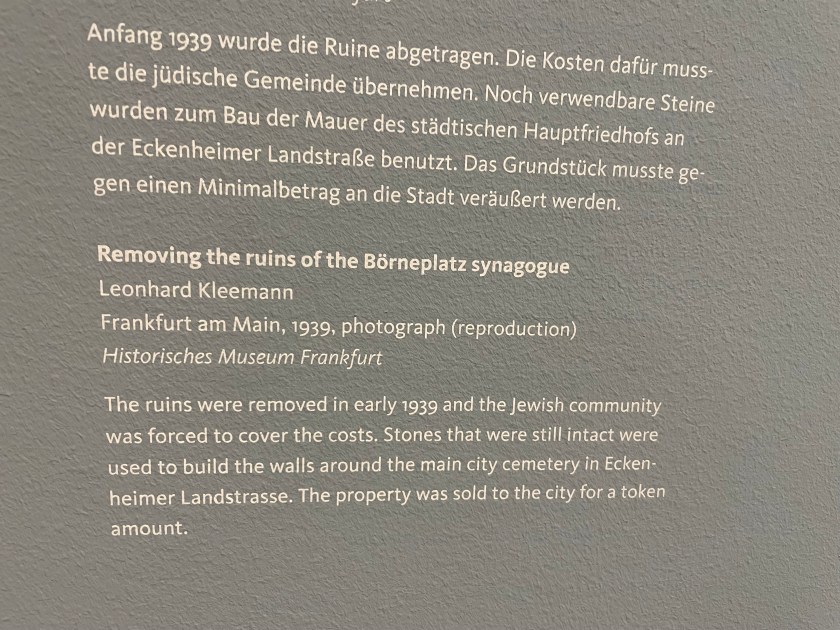 Anfang 1939 wurde die Ruine abgetragen. Die Kosten dafür muss-
te die jüdische Gemeinde übernehmen. Noch verwendbare Steine
wurden zum Bau der Mauer des städtischen Hauptfriedhofs an
der Eckenheimer Landstraße benutzt. Das Grundstück musste ge-
gen einen Minimalbetrag an die Stadt veräußert werden.
Removing the ruins of the Börneplatz synagogue
Leonhard Kleemann
Frankfurt am Main, 1939, photograph (reproduction)
Historisches Museum Frankfurt
The ruins were removed in early 1939 and the Jewish community
was forced to cover the costs. Stones that were still intact were
used to build the walls around the main city cemetery in Ecken-
heimer Landstrasse. The property was sold to the city for a token
amount.